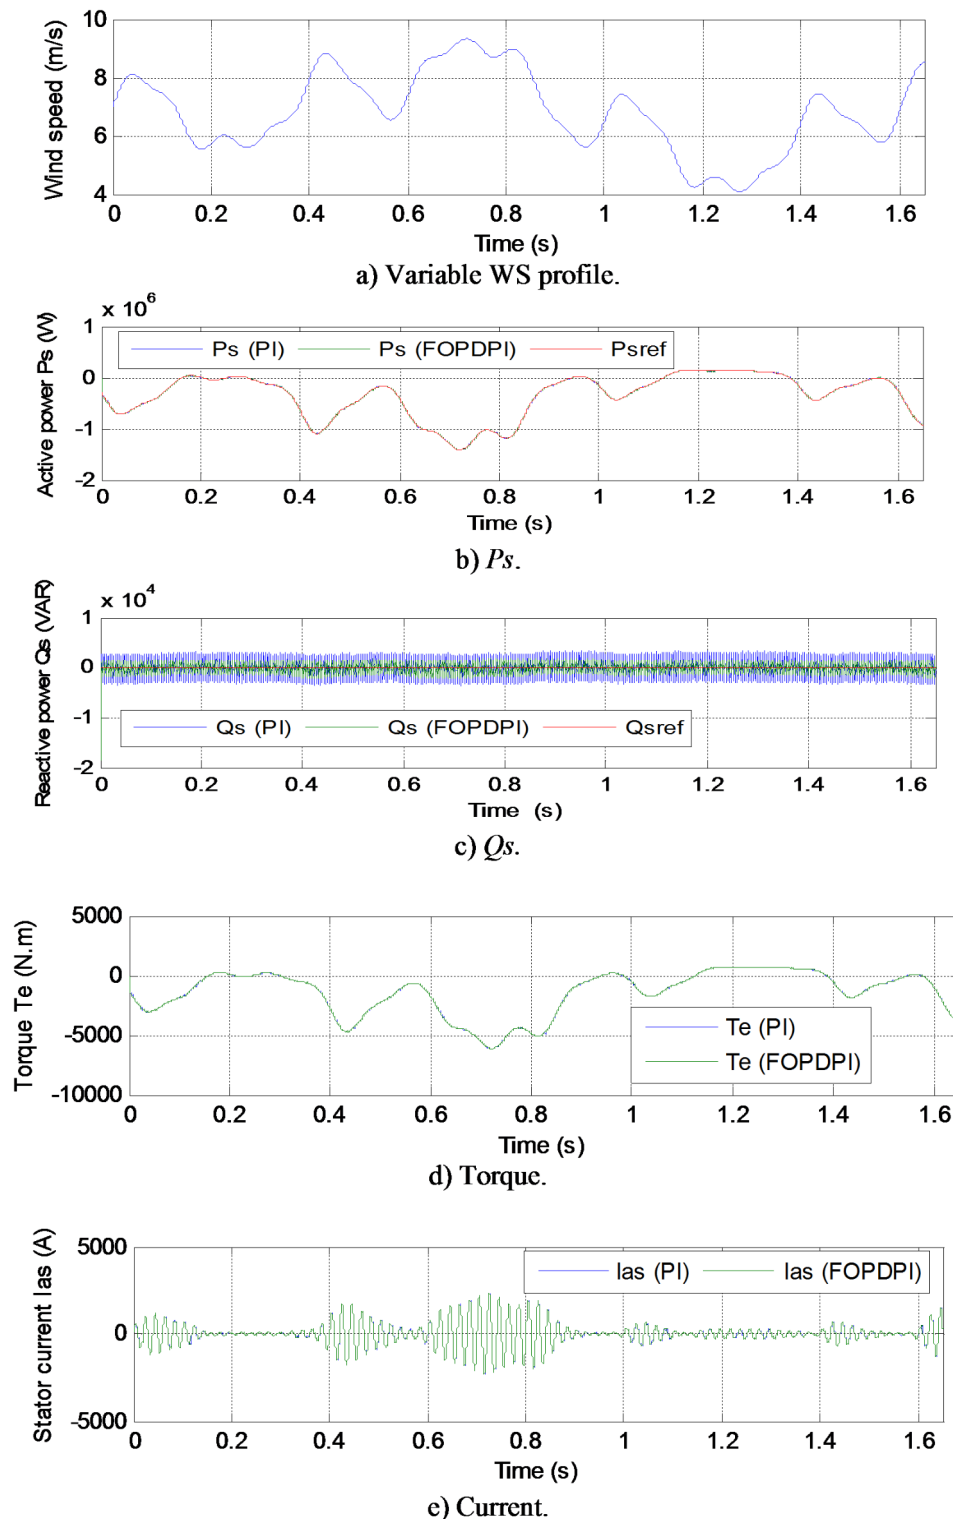 Wind speed (m/s)
10
8
6
4
0 0.2 0.4 0.6 0.8 1 1.2 1.4 1.6
Time (s)
a) Variable WS profile.
x 10^6
Active power Ps (W)
1
Ps (PI) Ps (FOPDPI) Psref
0
-1
-2
0 0.2 0.4 0.6 0.8 1 1.2 1.4 1.6
Time (s)
b) Ps.
x 10^4
Reactive power Qs (VAR)
1
0
-1
Qs (PI) Qs (FOPDPI) Qsref
-2
0 0.2 0.4 0.6 0.8 1 1.2 1.4 1.6
Time (s)
c) Qs.
Torque Te (N.m)
5000
0
-5000
-10000
Te (PI)
Te (FOPDPI)
0 0.2 0.4 0.6 0.8 1 1.2 1.4 1.6
Time (s)
d) Torque.
Stator current Ias (A)
5000
Ias (PI) Ias (FOPDPI)
0
-5000
0 0.2 0.4 0.6 0.8 1 1.2 1.4 1.6
Time (s)
e) Current.